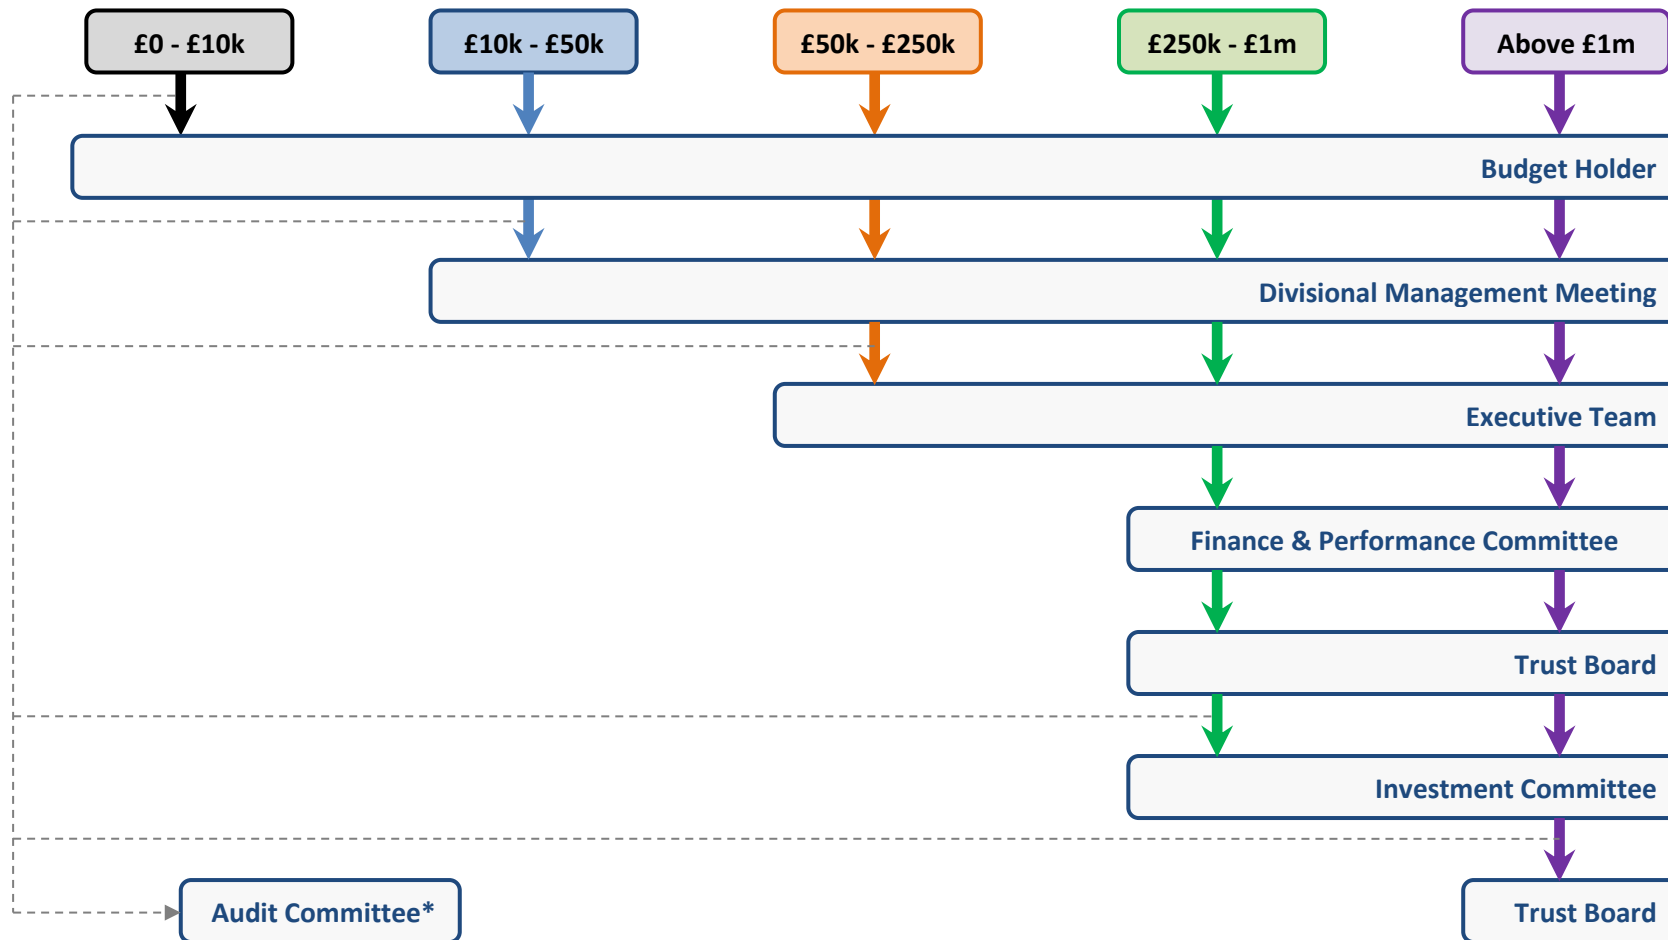 £0 - £10k
£10k - £50k
£50k - £250k
£250k - £1m
Above £1m
Budget Holder
Divisional Management Meeting
Executive Team
Finance & Performance Committee
Trust Board
Investment Committee
Audit Committee*
Trust Board